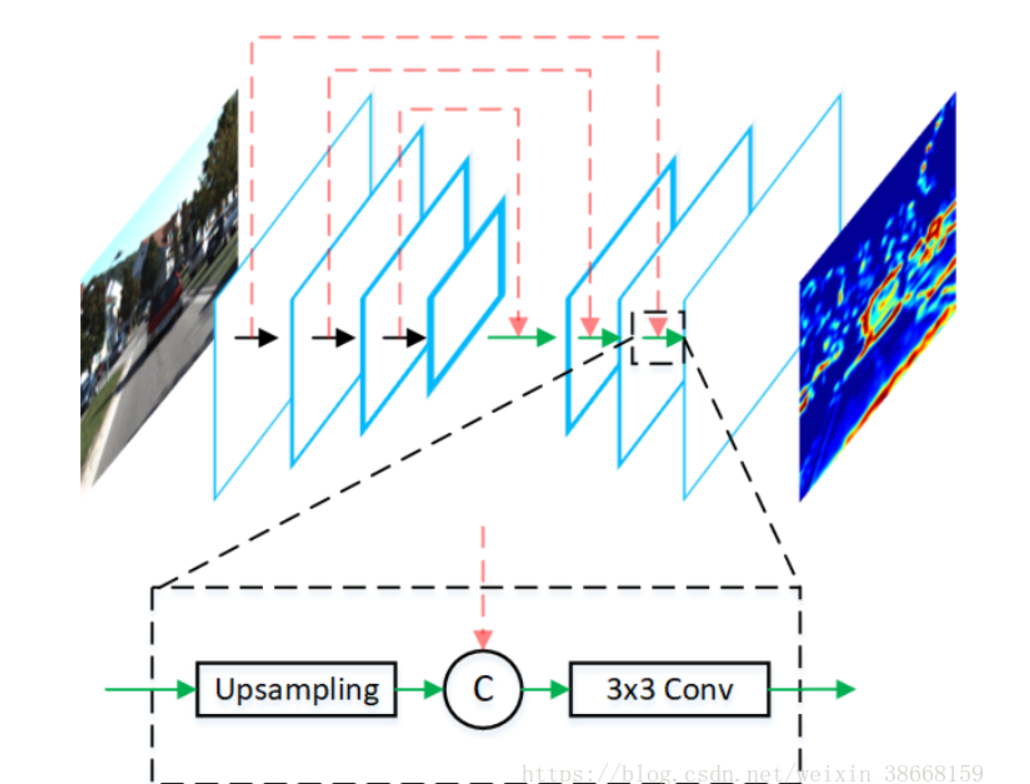 Upsampling
C
3x3 Conv
https://blog.csdn.net/weixin_38668159